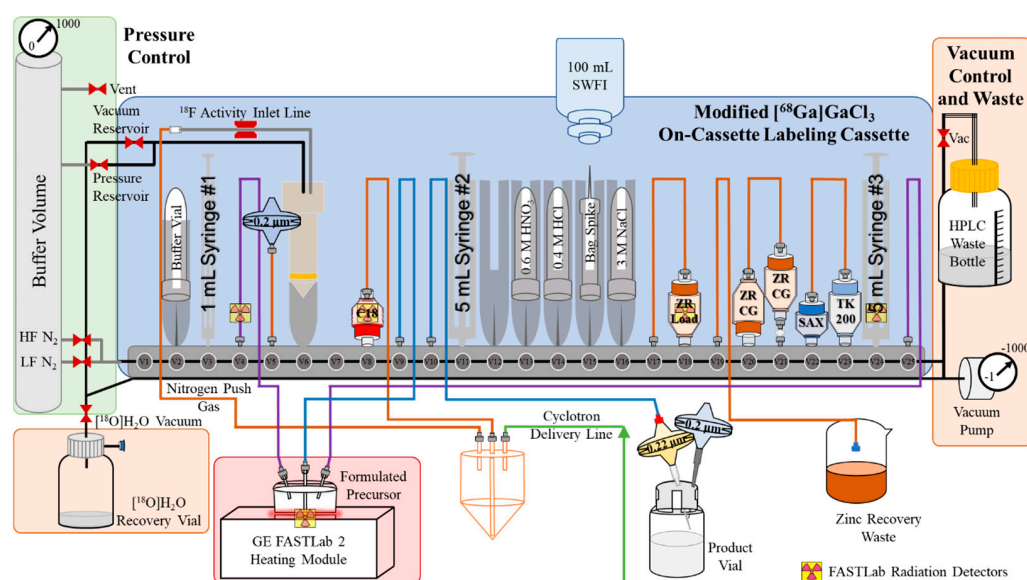 1000
0
Pressure
Control
Vent
Vacuum
Reservoir
Pressure
Reservoir
Buffer Volume
HF N₂
LF N₂
[¹⁸O]H₂O Vacuum
[¹⁸O]H₂O
Recovery Vial
¹⁸F Activity Inlet Line
100 mL
SWFI
Modified [⁶⁸Ga]GaCl₃
On-Cassette Labeling Cassette
Vacuum
Control
and Waste
Vac
HPLC
Waste
Bottle
-1000
-1
Vacuum
Pump
Buffer Vial
1 mL Syringe #1
0.2 µm
C18
5 mL Syringe #2
0.6 M HNO₃
0.4 M HCl
Bag Spike
3 M NaCl
ZR
Load
ZR
CG
ZR
CG
SAX
TK
200
5 mL Syringe #3
V1
V2
V3
V4
V5
V6
V7
V8
V9
V10
V11
V12
V13
V14
V15
V16
V17
V18
V19
V20
V21
V22
V23
V24
V25
Nitrogen Push
Gas
Formulated
Precursor
GE FASTLab 2
Heating Module
Cyclotron
Delivery Line
0.22µm
0.2 µm
Product
Vial
Zinc Recovery
Waste
FASTLab Radiation Detectors